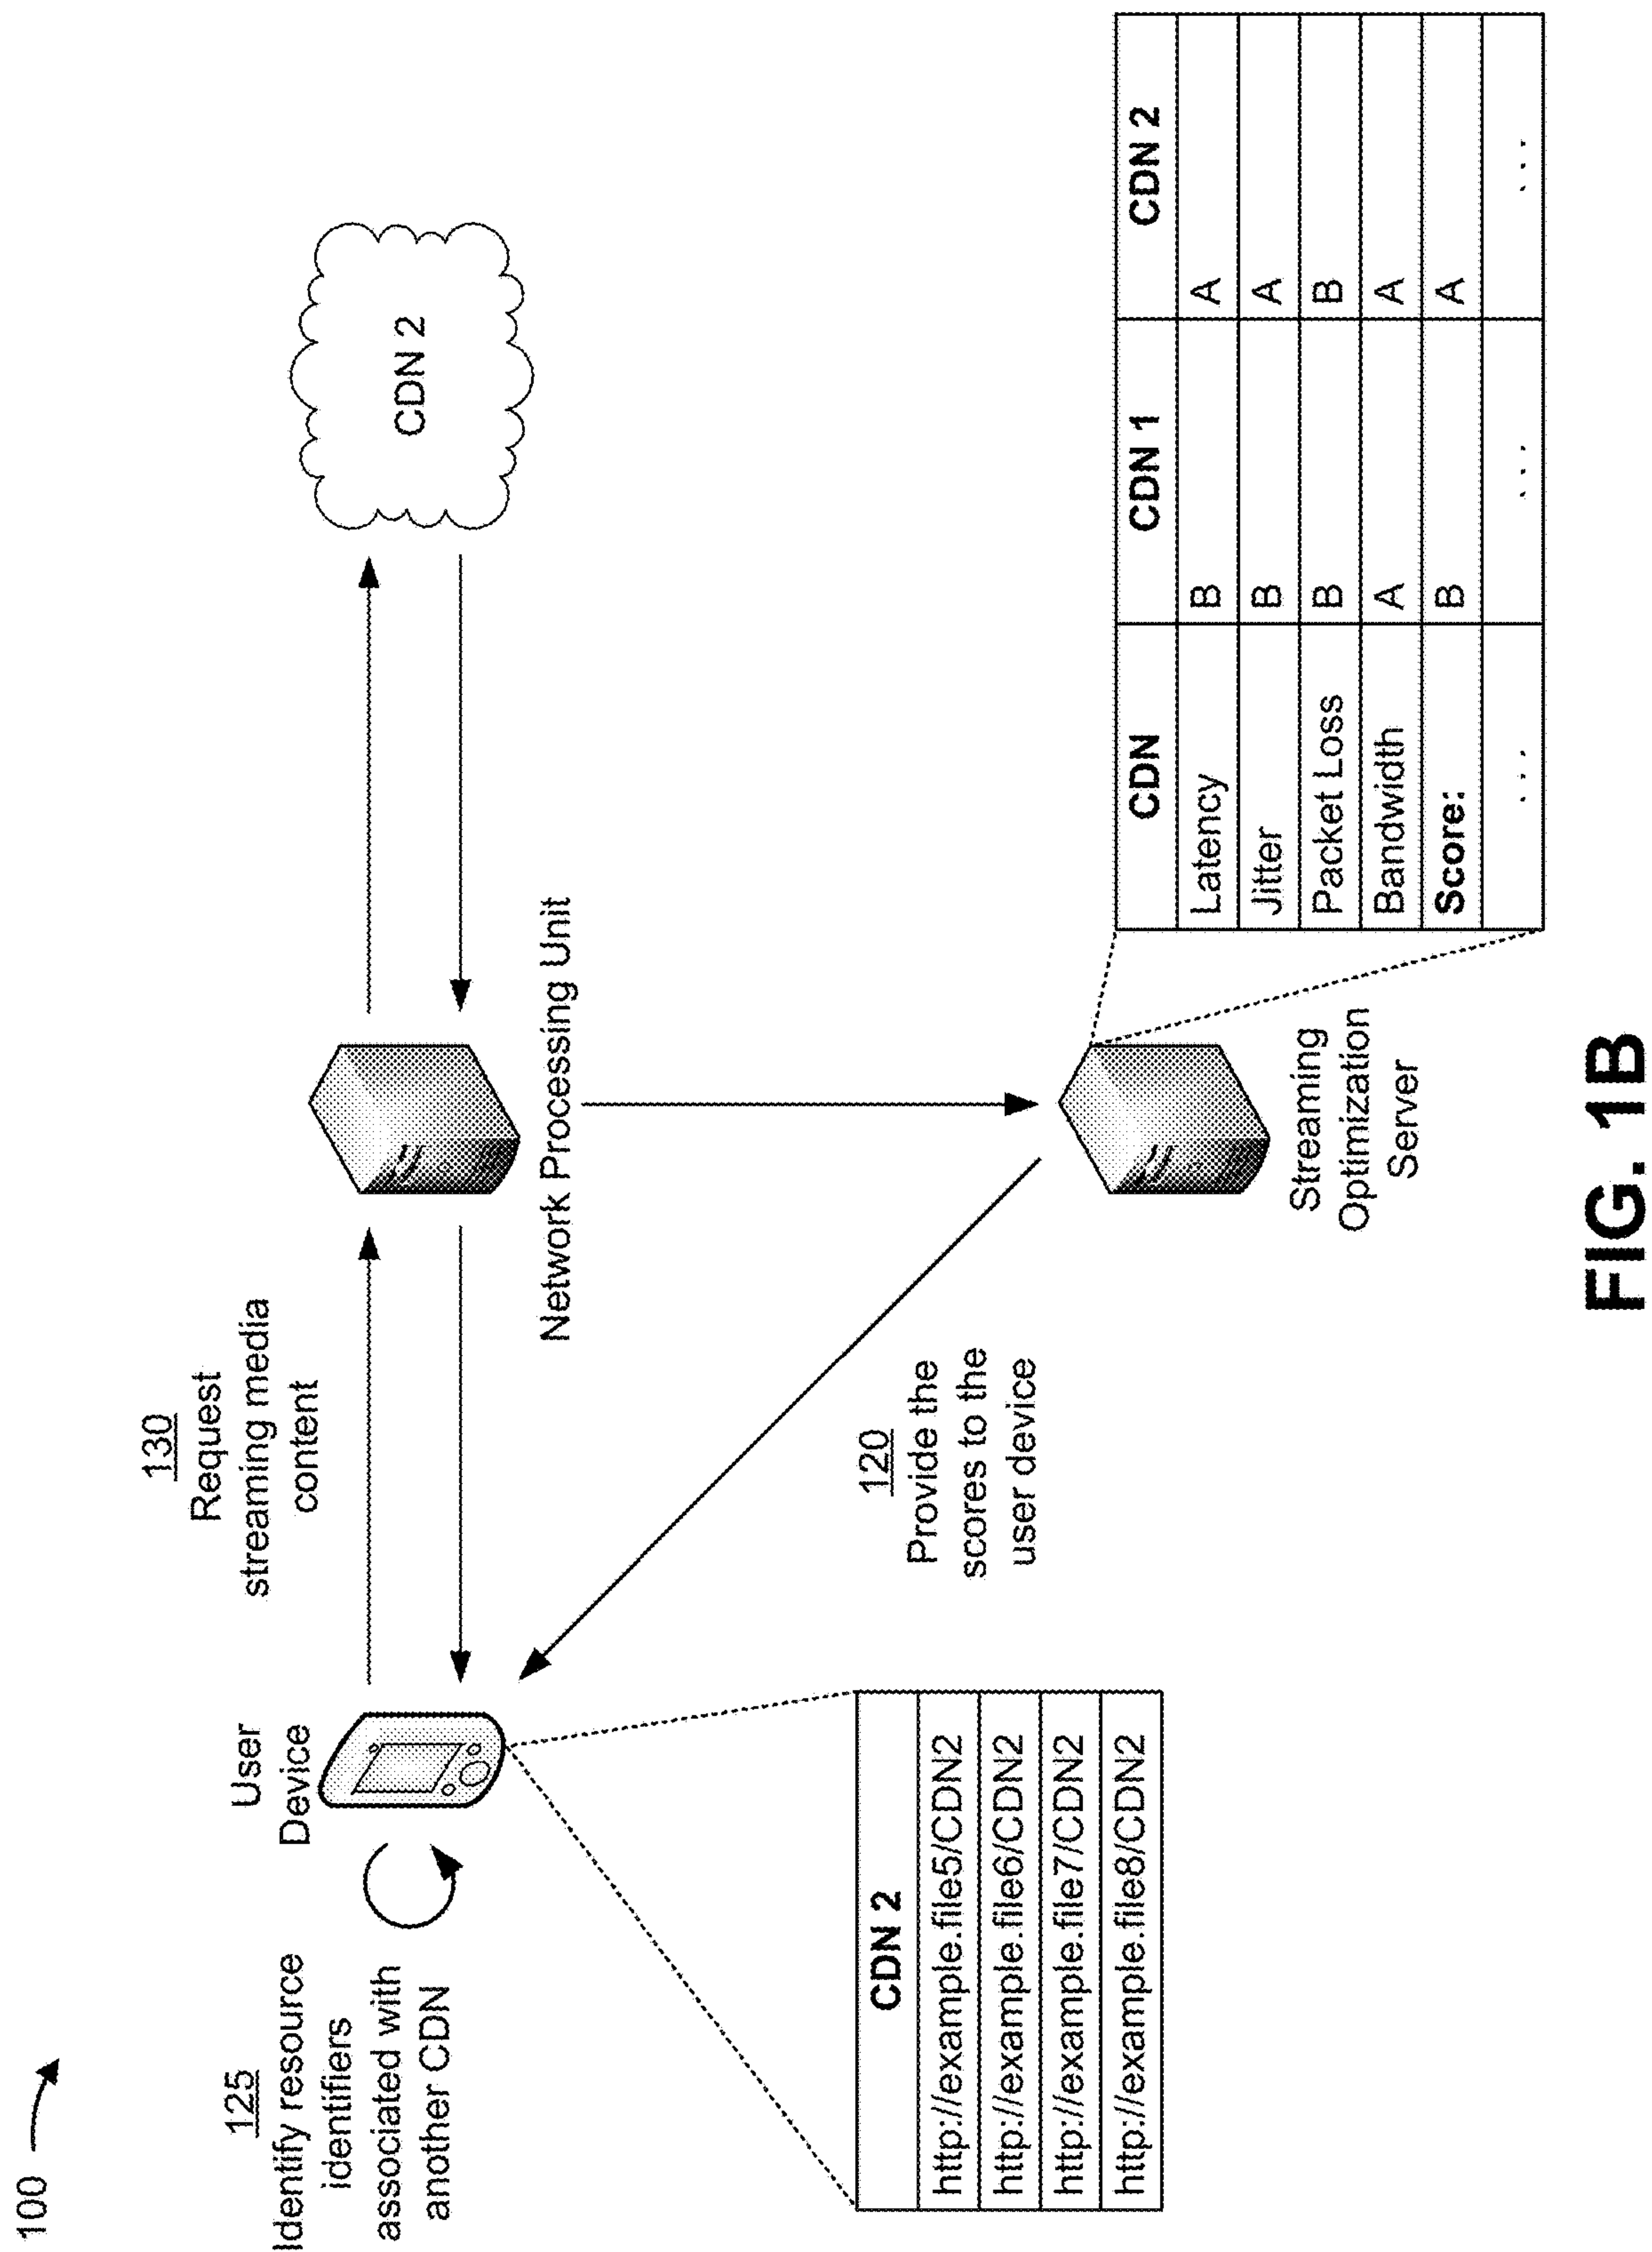 100
125
Identify resource
identifiers
associated with
another CDN
User
Device
130
Request
streaming media
content
Network Processing Unit
CDN 2
120
Provide the
scores to the
user device
CDN 2
http://example.file5/CDN2
http://example.file6/CDN2
http://example.file7/CDN2
http://example.file8/CDN2
Streaming
Optimization
Server
CDN CDN 1 CDN 2
Latency B A
Jitter B A
Packet Loss B B
Bandwidth A A
Score: B A
... ... ...
FIG. 1B